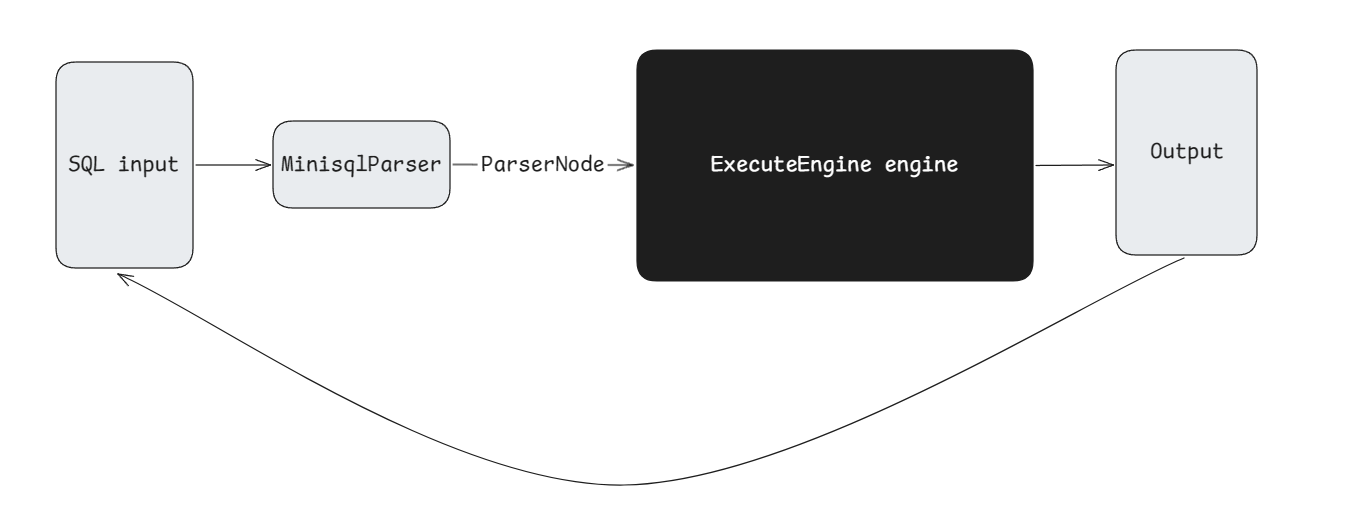 SQL input
MinisqlParser
ParserNode
ExecuteEngine engine
Output